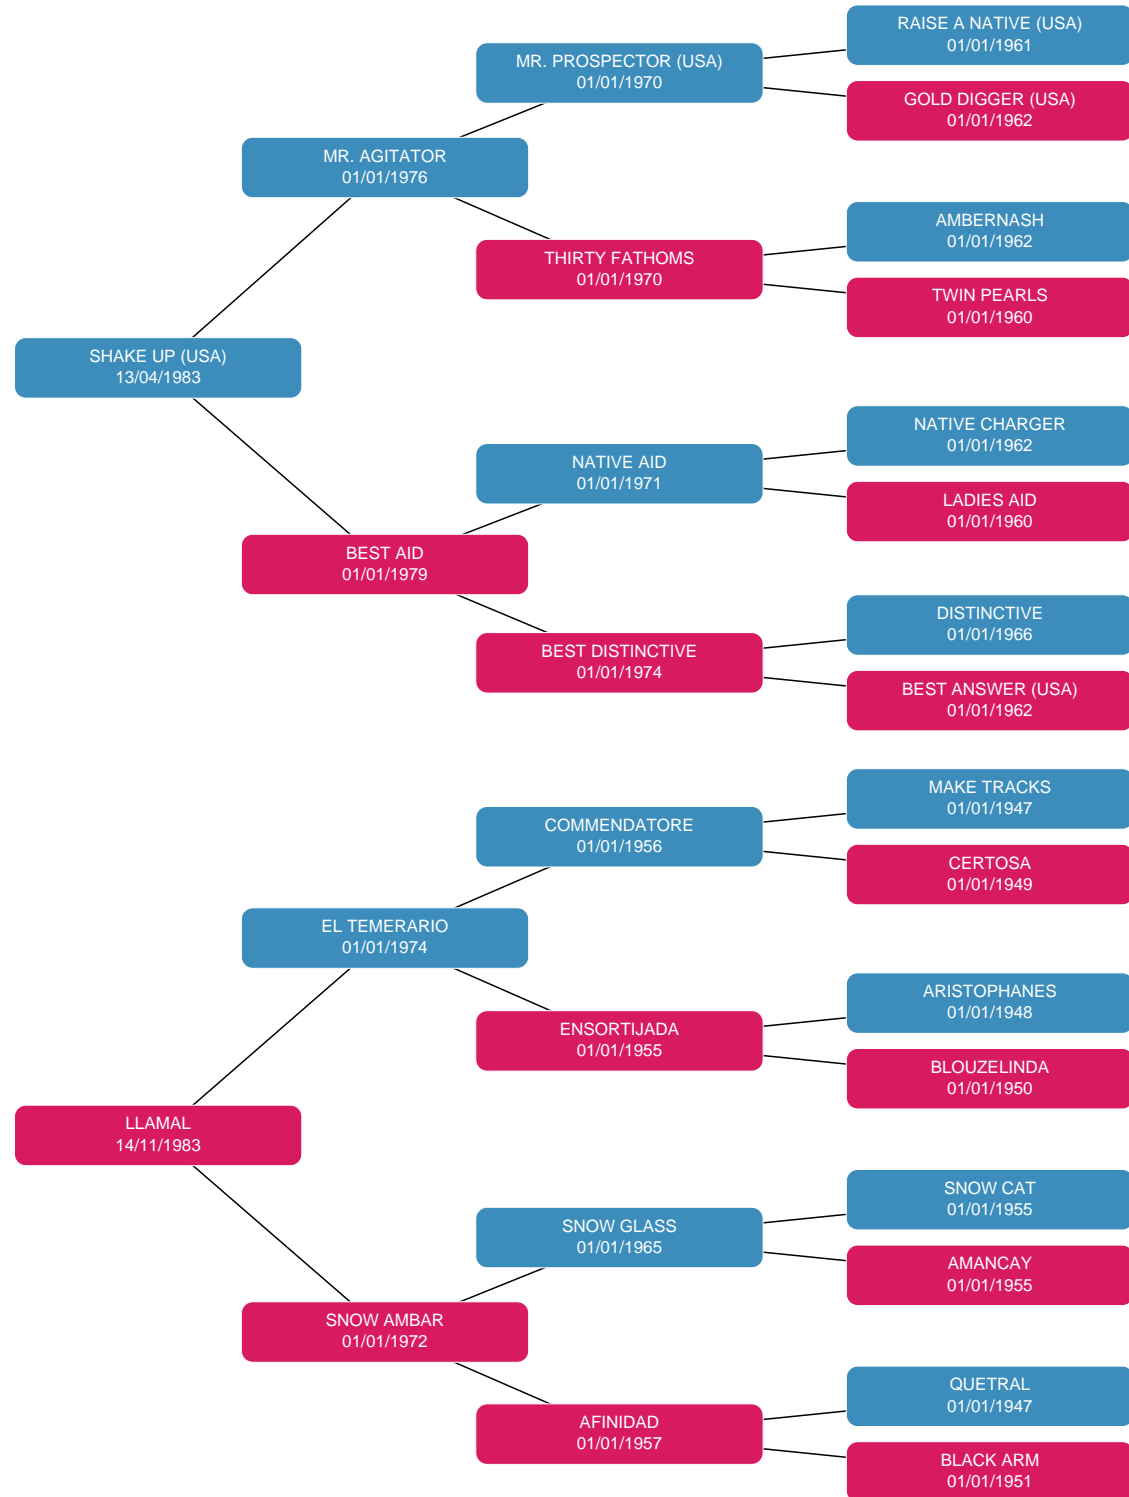 RAISE A NATIVE (USA)
01/01/1961
MR. PROSPECTOR (USA)
01/01/1970
GOLD DIGGER (USA)
01/01/1962
MR. AGITATOR
01/01/1976
AMBERNASH
01/01/1962
THIRTY FATHOMS
01/01/1970
TWIN PEARLS
01/01/1960
SHAKE UP (USA)
13/04/1983
NATIVE CHARGER
01/01/1962
NATIVE AID
01/01/1971
LADIES AID
01/01/1960
BEST AID
01/01/1979
DISTINCTIVE
01/01/1966
BEST DISTINCTIVE
01/01/1974
BEST ANSWER (USA)
01/01/1962
MAKE TRACKS
01/01/1947
COMMENDATORE
01/01/1956
CERTOSA
01/01/1949
EL TEMERARIO
01/01/1974
ARISTOPHANES
01/01/1948
ENSORTIJADA
01/01/1955
BLOUZELINDA
01/01/1950
LLAMAL
14/11/1983
SNOW CAT
01/01/1955
SNOW GLASS
01/01/1965
AMANCAY
01/01/1955
SNOW AMBAR
01/01/1972
QUETRAL
01/01/1947
AFINIDAD
01/01/1957
BLACK ARM
01/01/1951